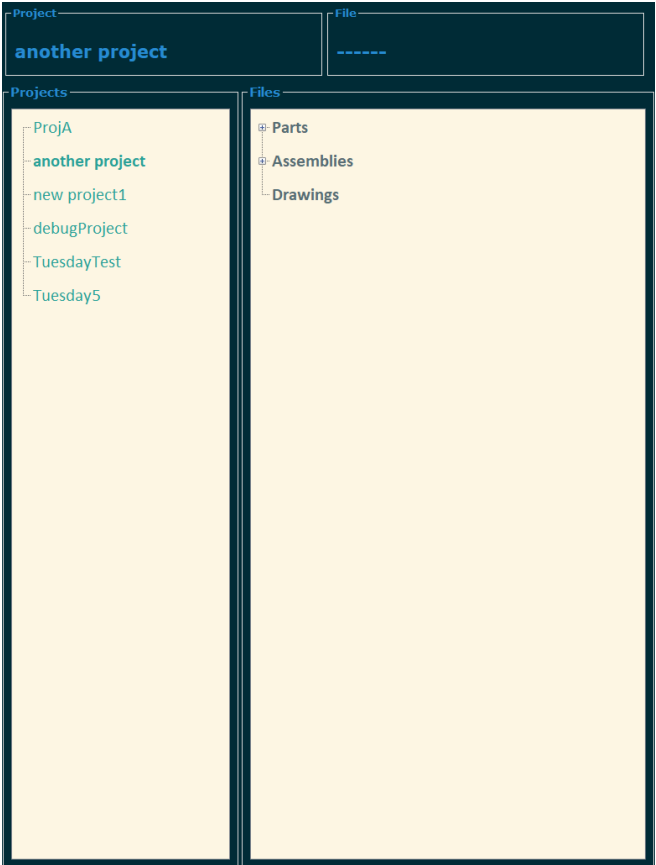 Project
another project
File
------
Projects
ProjA
another project
new project1
debugProject
TuesdayTest
Tuesday5
Files
Parts
Assemblies
Drawings